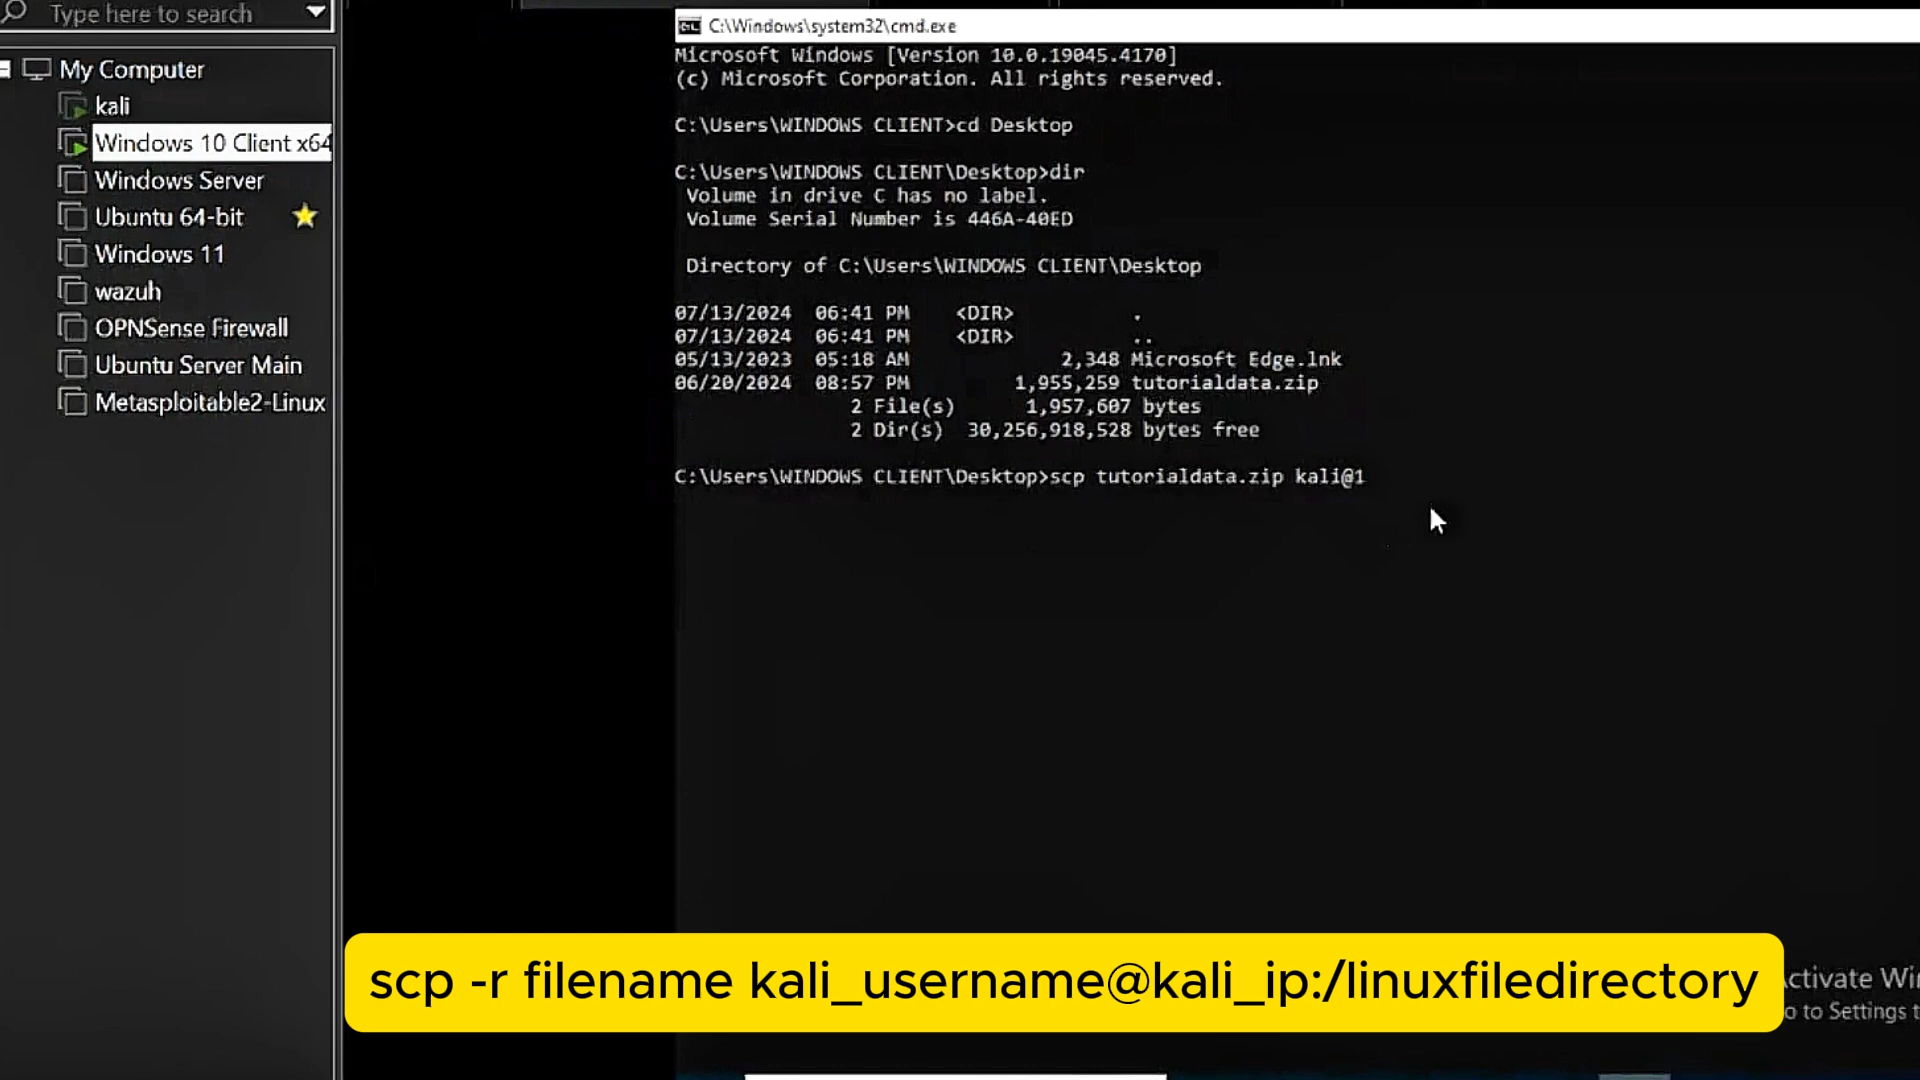 Type here to search
My Computer
kali
Windows 10 Client x64
Windows Server
Ubuntu 64-bit
Windows 11
wazuh
OPNSense Firewall
Ubuntu Server Main
Metasploitable2-Linux
C:\Windows\system32\cmd.exe
Microsoft Windows [Version 10.0.19045.4170]
(c) Microsoft Corporation. All rights reserved.
C:\Users\WINDOWS CLIENT>cd Desktop
C:\Users\WINDOWS CLIENT\Desktop>dir
Volume in drive C has no label.
Volume Serial Number is 446A-40ED
Directory of C:\Users\WINDOWS CLIENT\Desktop
07/13/2024 06:41 PM <DIR> .
07/13/2024 06:41 PM <DIR> ..
05/13/2023 05:18 AM 2,348 Microsoft Edge.lnk
06/20/2024 08:57 PM 1,955,259 tutorialdata.zip
2 File(s) 1,957,607 bytes
2 Dir(s) 30,256,918,528 bytes free
C:\Users\WINDOWS CLIENT\Desktop>scp tutorialdata.zip kali@1
scp -r filename kali_username@kali_ip:/linuxfiledirectory
ctivate Wi
o to Settings t